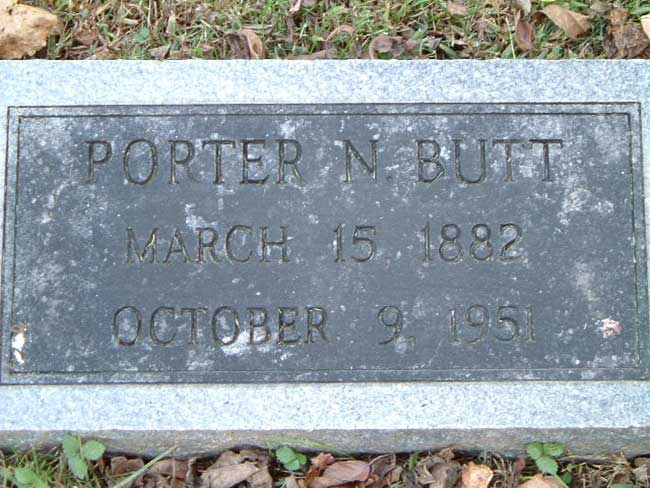 PORTER N. BUTT
MARCH 15 1882
OCTOBER 9, 1951